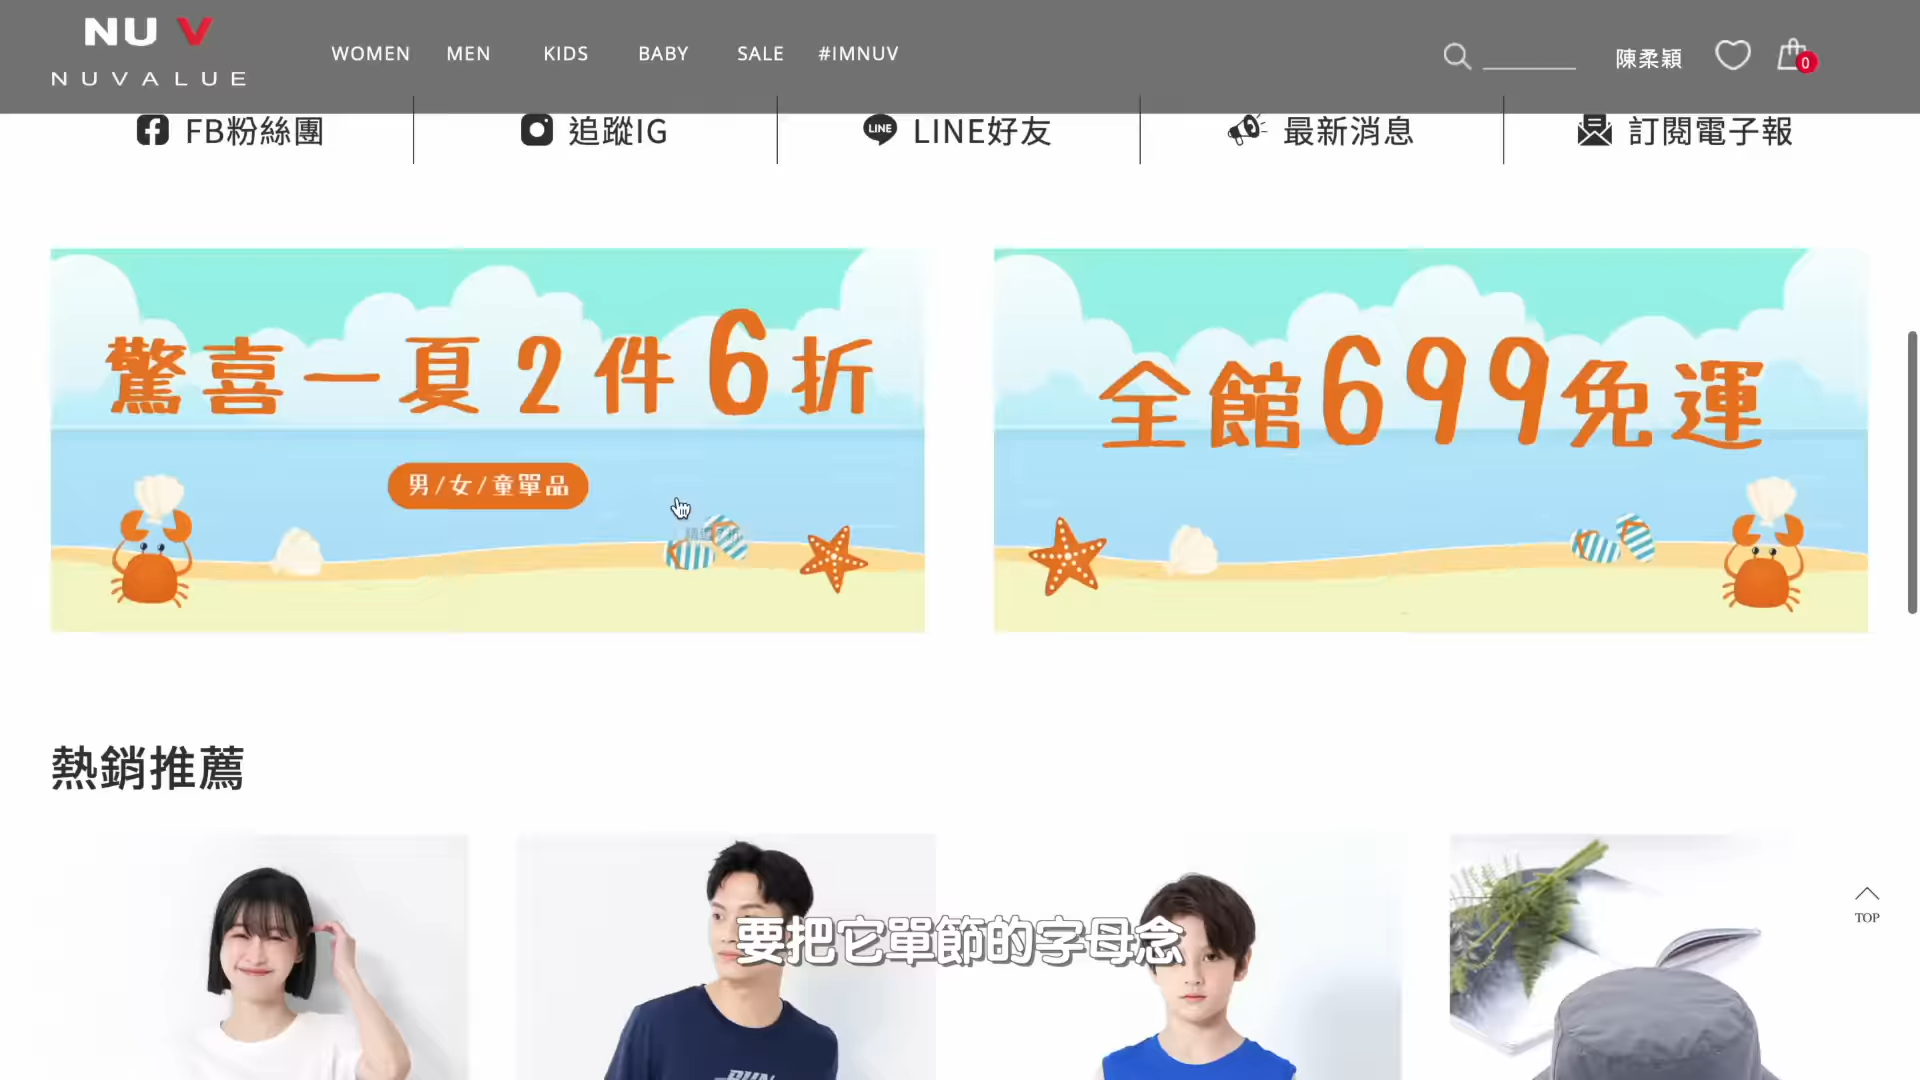 NU V
NUVALUE
WOMEN
MEN
KIDS
BABY
SALE
#IMNUV
陳柔穎
0
FB粉絲團
追蹤IG
LINE
LINE好友
最新消息
訂閱電子報
驚喜一夏2件6折
男/女/童單品
全館699免運
熱銷推薦
TOP
要把它單節的字母念
RUN